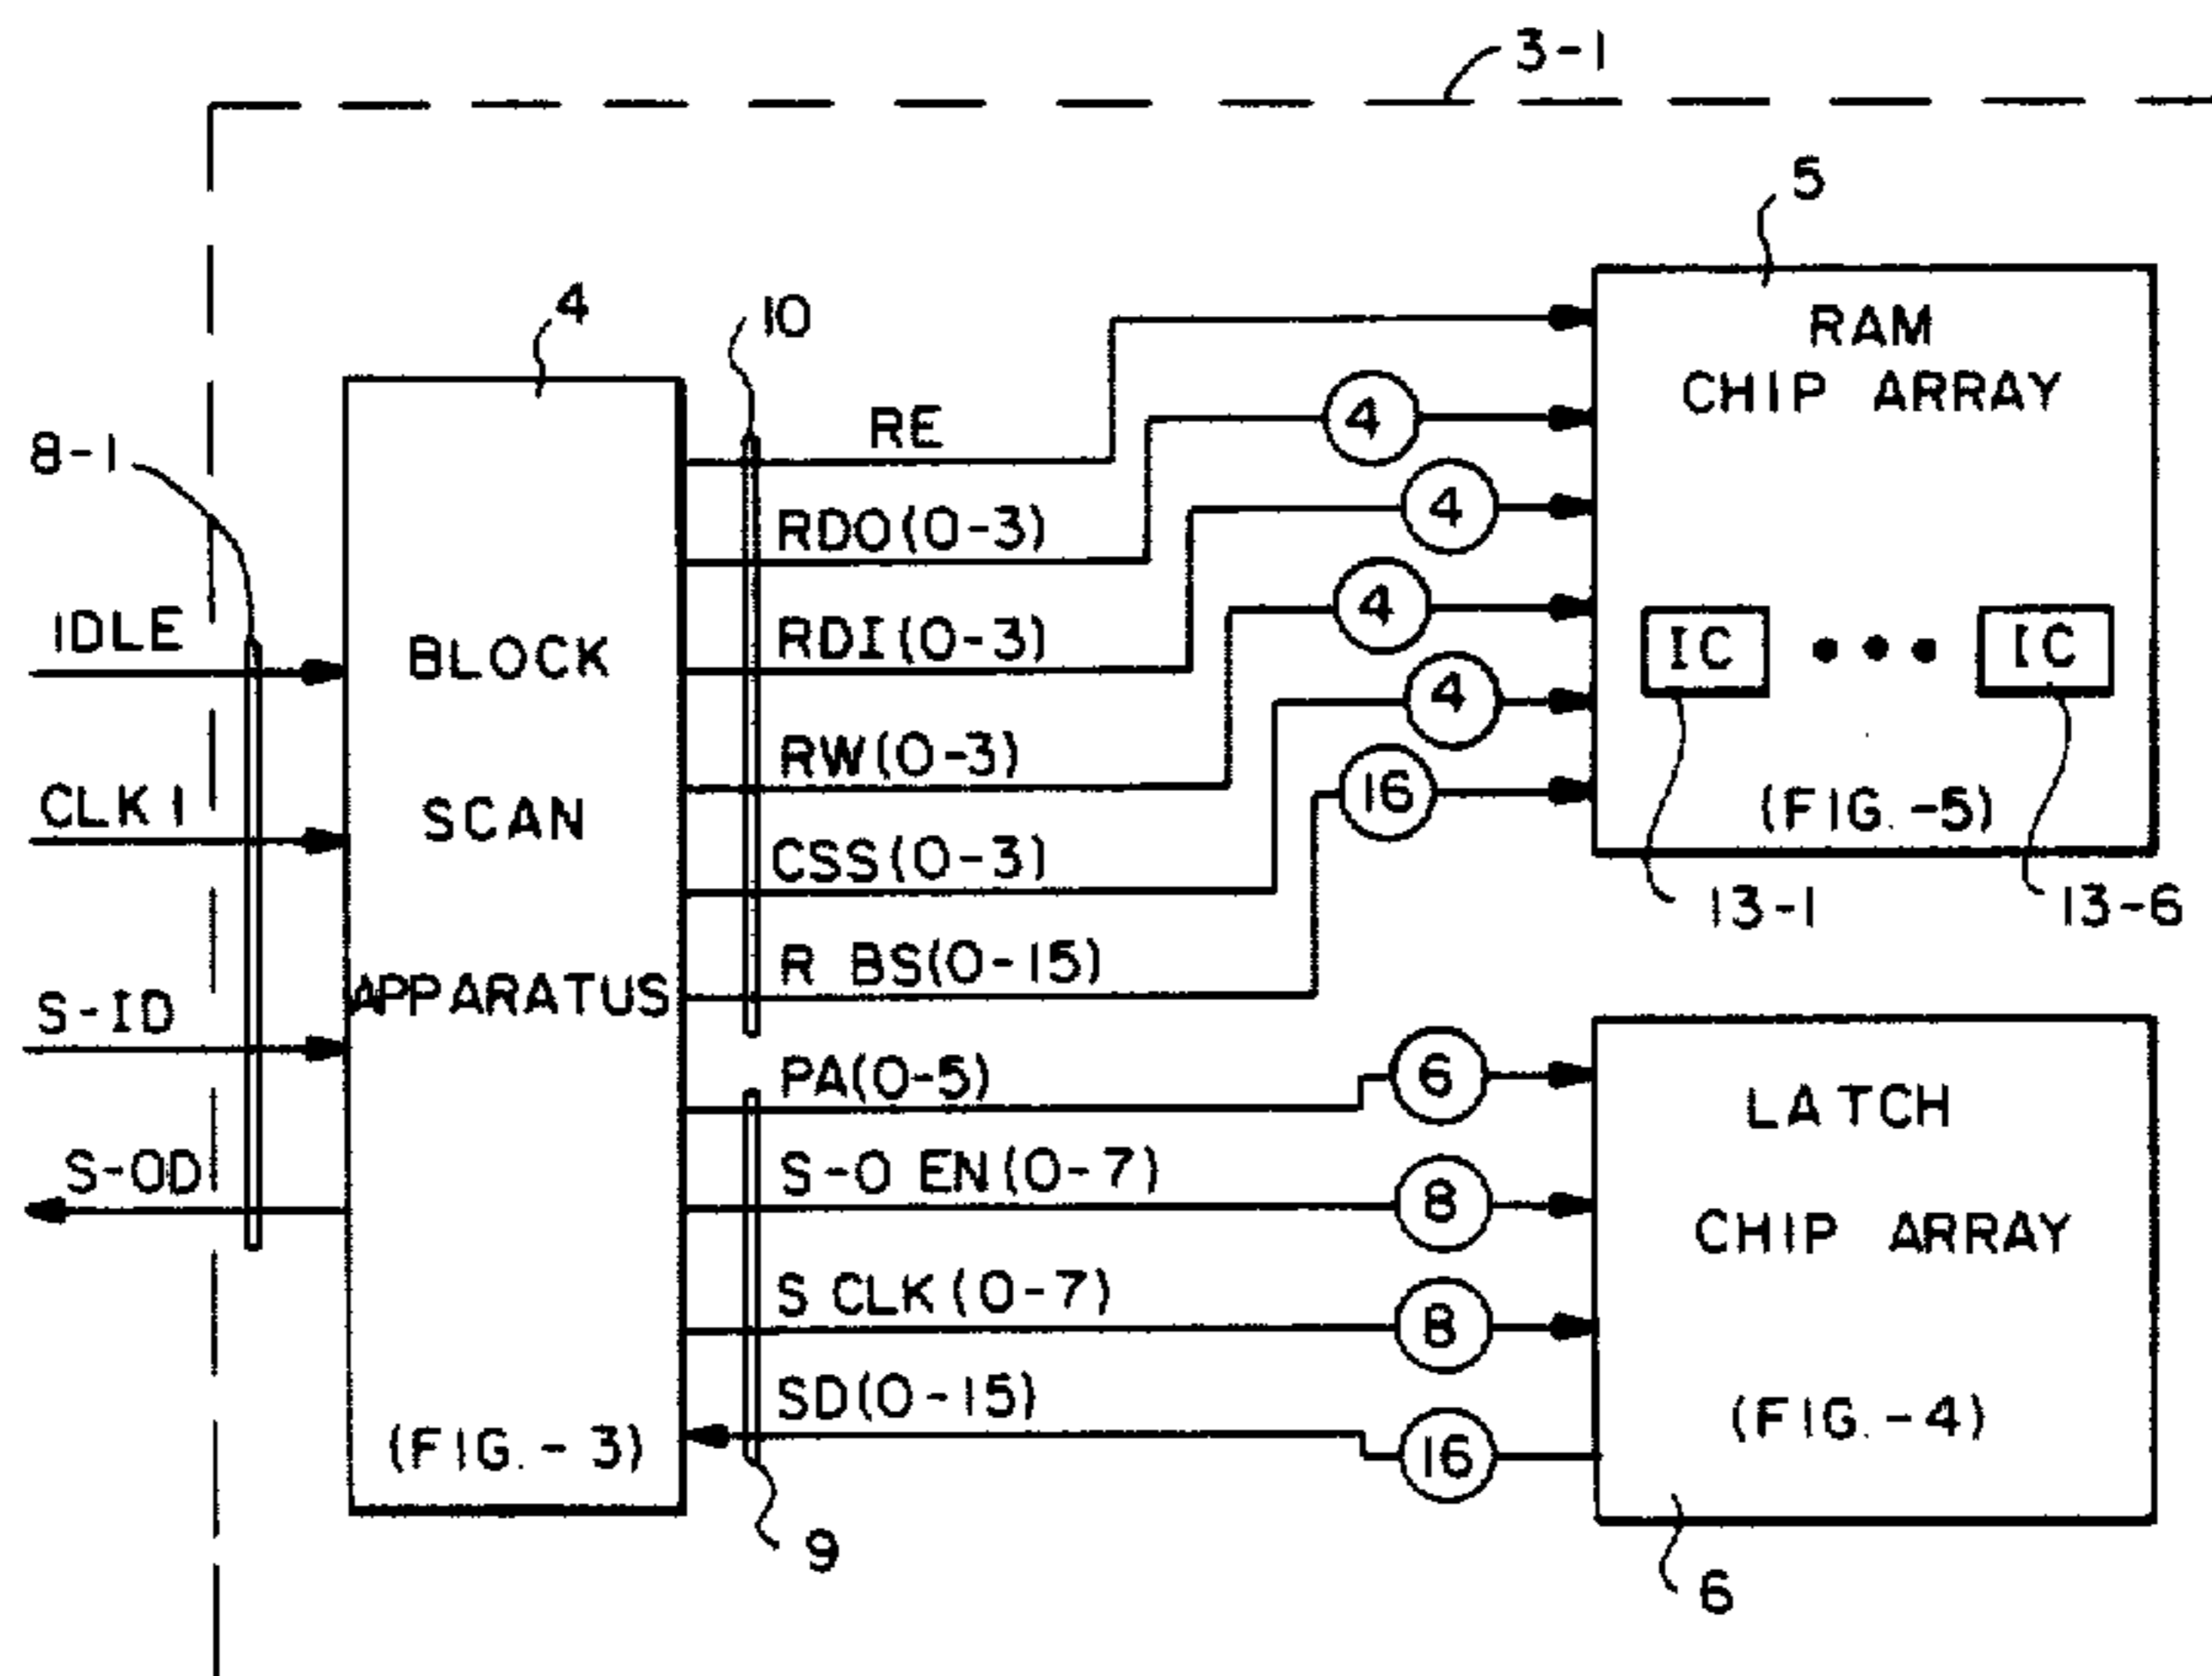 3-1
5
4
10
RAM
CHIP ARRAY
RE
4
8-1
RDO(0-3)
4
IDLE
BLOCK
RDI(0-3)
4
IC
IC
RW(0-3)
4
CLK 1
SCAN
16
(FIG.-5)
CSS(0-3)
13-1
13-6
R BS(0-15)
S-ID
APPARATUS
PA(0-5)
6
LATCH
S-OD
S-O EN(0-7)
8
CHIP ARRAY
S CLK(0-7)
8
SD(0-15)
(FIG.-3)
16
(FIG.-4)
9
6